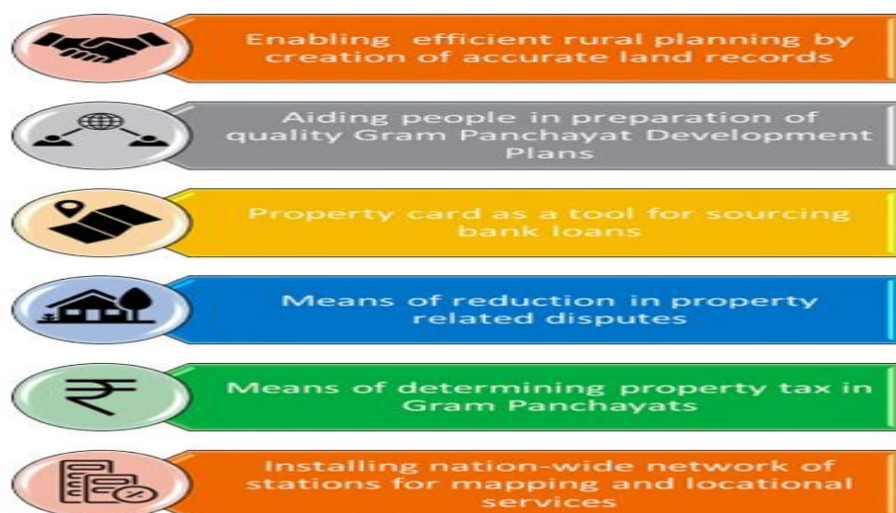 Enabling efficient rural planning by
creation of accurate land records
Aiding people in preparation of
quality Gram Panchayat Development
Plans
Property card as a tool for sourcing
bank loans
Means of reduction in property
related disputes
₹
Means of determining property tax in
Gram Panchayats
Installing nation-wide network of
stations for mapping and locational
services